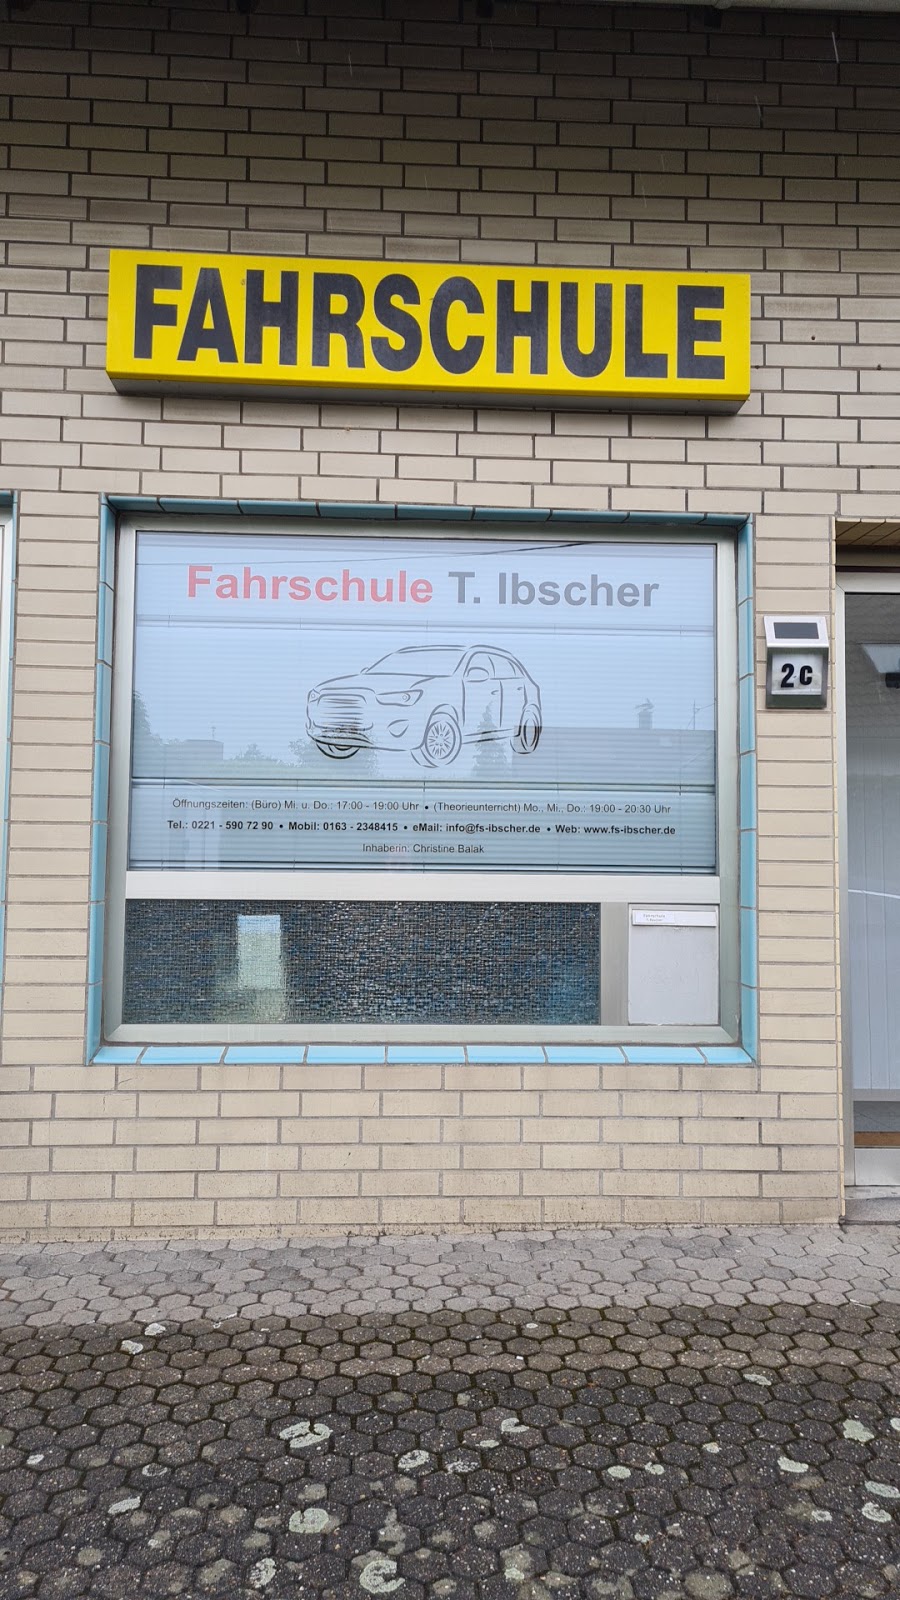 FAHRSCHULE
Fahrschule T. Ibscher
2c
Öffnungszeiten: (Büro) Mi. u. Do.: 17:00 - 19:00 Uhr • (Theorieunterricht) Mo., Mi., Do.: 19:00 - 20:30 Uhr
Tel.: 0221 - 590 72 90 • Mobil: 0163 - 2348415 • eMail: info@fs-ibscher.de • Web: www.fs-ibscher.de
Inhaberin: Christine Balak
Fahrschule
T. Ibscher